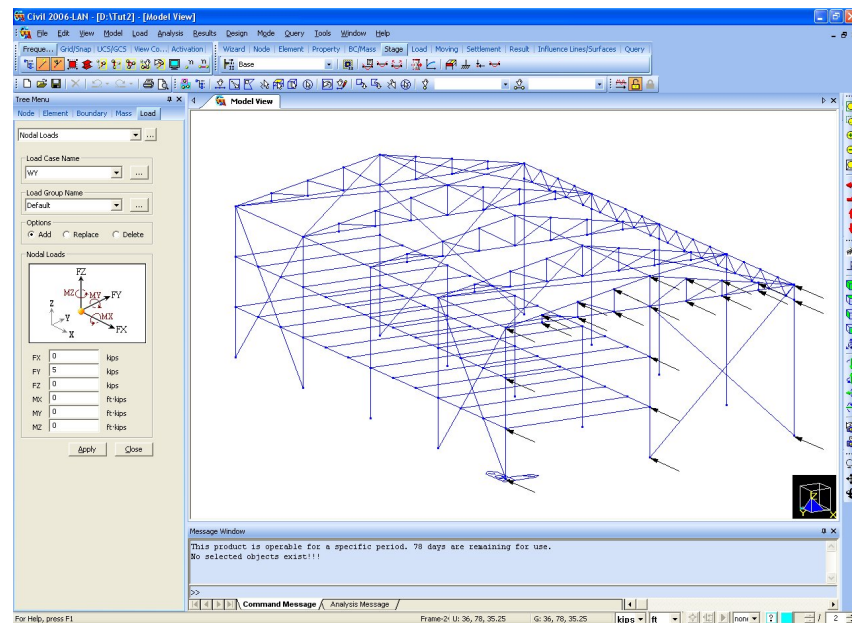 Civil 2006-LAN - [D:\Tut2] - [Model View]
File Edit View Model Load Analysis Results Design Mode Query Tools Window Help
Freque... Grid/Snap UCS/GCS View Co... Activation Wizard Node Element Property BC/Mass Stage Load Moving Settlement Result Influence Lines/Surfaces Query
Base
Tree Menu
Node Element Boundary Mass Load
Model View
Nodal Loads
...
Load Case Name
WY
...
Load Group Name
Default
...
Options
Add Replace Delete
Nodal Loads
FZ
MZ MY FY
Z
Y
MX
X
FX
FX 0 kips
FY 5 kips
FZ 0 kips
MX 0 ft·kips
MY 0 ft·kips
MZ 0 ft·kips
Apply Close
Message Window
This product is operable for a specific period. 78 days are remaining for use.
No selected objects exist!!!
>>
Command Message Analysis Message
For Help, press F1
Frame-2 U: 36, 78, 35.25 G: 36, 78, 35.25 kips ft non ? / 2